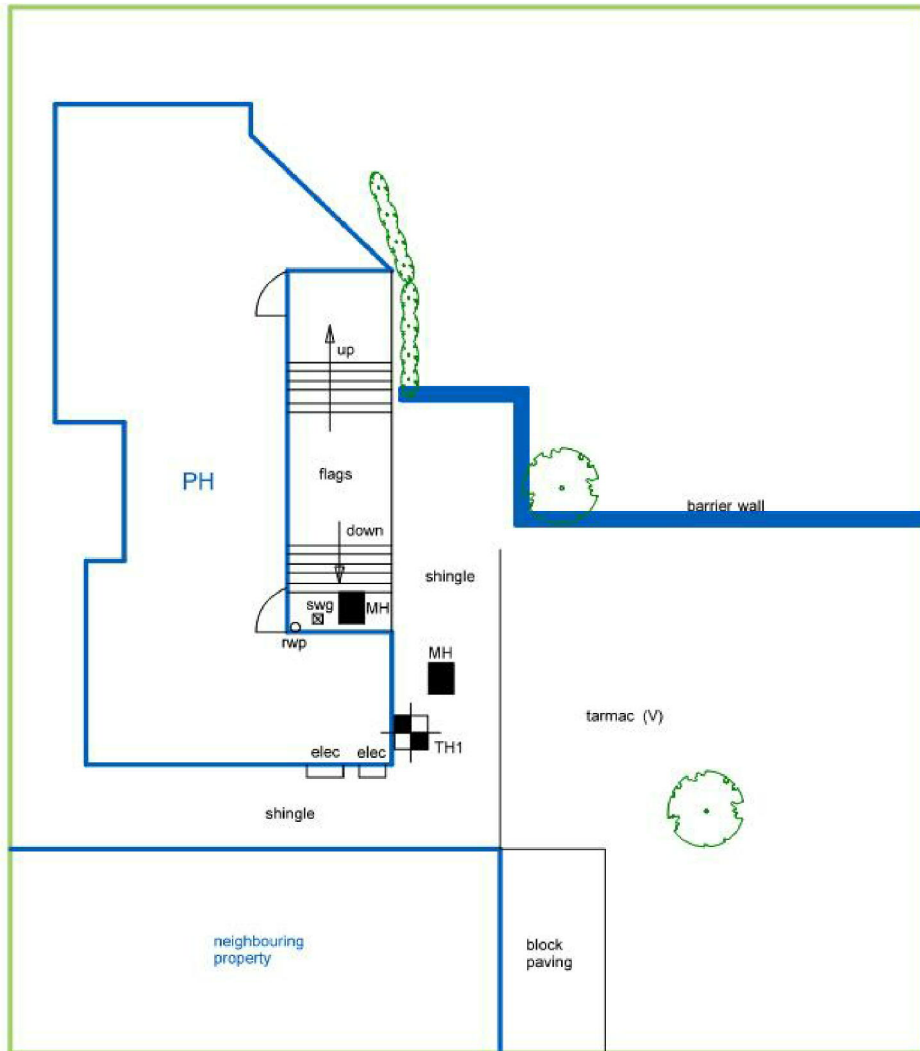 up
flags
PH
barrier wall
down
shingle
swg
MH
rwp
MH
tarmac (V)
elec
elec
TH1
shingle
neighbouring
property
block
paving